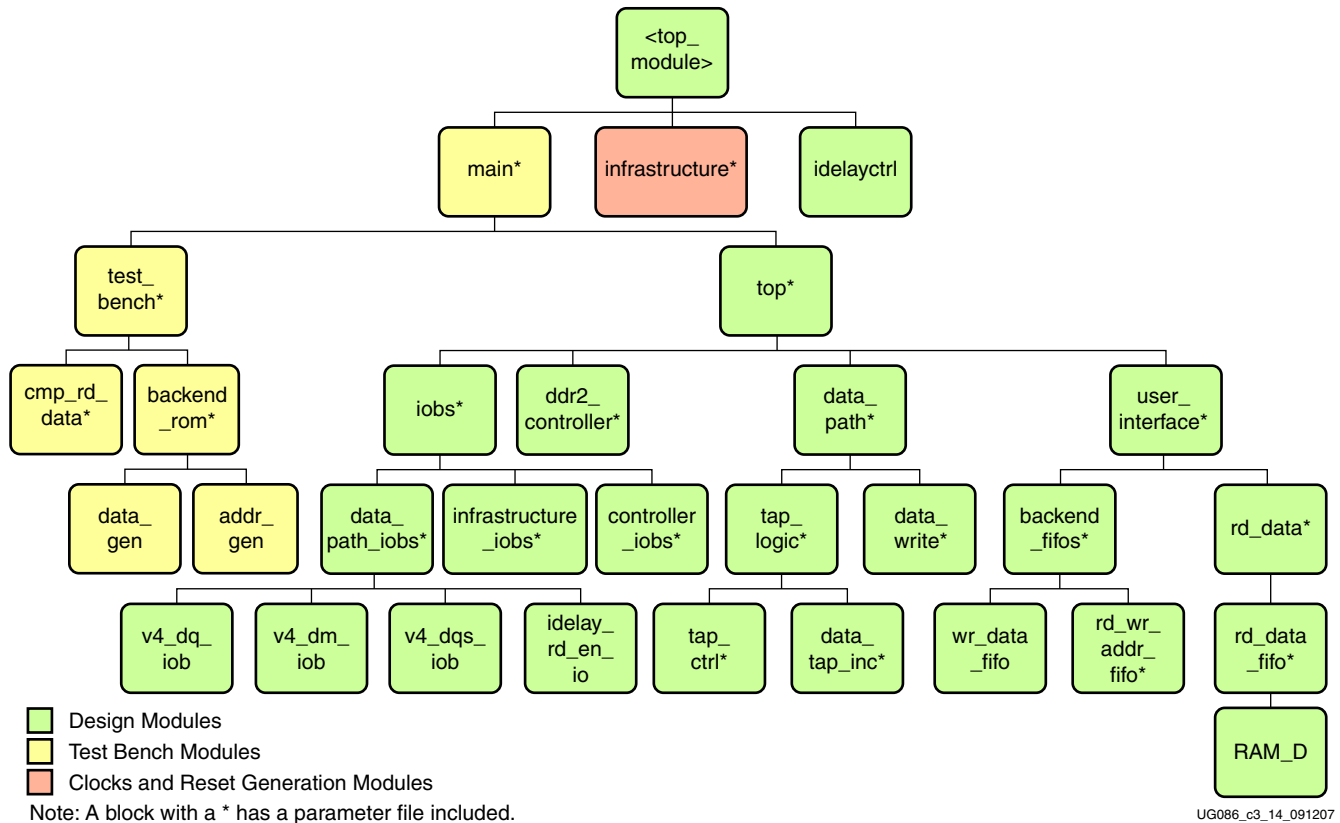 <top_
module>
main*
infrastructure*
idelayctrl
test_
bench*
top*
cmp_rd_
data*
backend
_rom*
iobs*
ddr2_
controller*
data_
path*
user_
interface*
data_
gen
addr_
gen
data_
path_iobs*
infrastructure
_iobs*
controller
_iobs*
tap_
logic*
data_
write*
backend
_fifos*
rd_data*
v4_dq_
iob
v4_dm_
iob
v4_dqs_
iob
idelay_
rd_en_
io
tap_
ctrl*
data_
tap_inc*
wr_data
_fifo
rd_wr_
addr_
fifo*
rd_data
_fifo*
RAM_D
Design Modules
Test Bench Modules
Clocks and Reset Generation Modules
Note: A block with a * has a parameter file included.
UG086_c3_14_091207